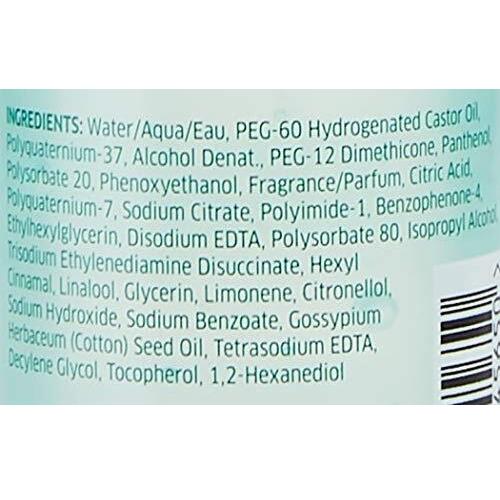 INGREDIENTS: Water/Aqua/Eau, PEG-60 Hydrogenated Castor Oil,
Polyquaternium-37, Alcohol Denat., PEG-12 Dimethicone, Panthenol,
Polysorbate 20, Phenoxyethanol, Fragrance/Parfum, Citric Acid,
Polyquaternium-7, Sodium Citrate, Polyimide-1, Benzophenone-4,
Ethylhexylglycerin, Disodium EDTA, Polysorbate 80, Isopropyl Alcohol
Trisodium Ethylenediamine Disuccinate, Hexyl
Cinnamal, Linalool, Glycerin, Limonene, Citronellol,
Sodium Hydroxide, Sodium Benzoate, Gossypium
Herbaceum (Cotton) Seed Oil, Tetrasodium EDTA,
Decylene Glycol, Tocopherol, 1,2-Hexanediol